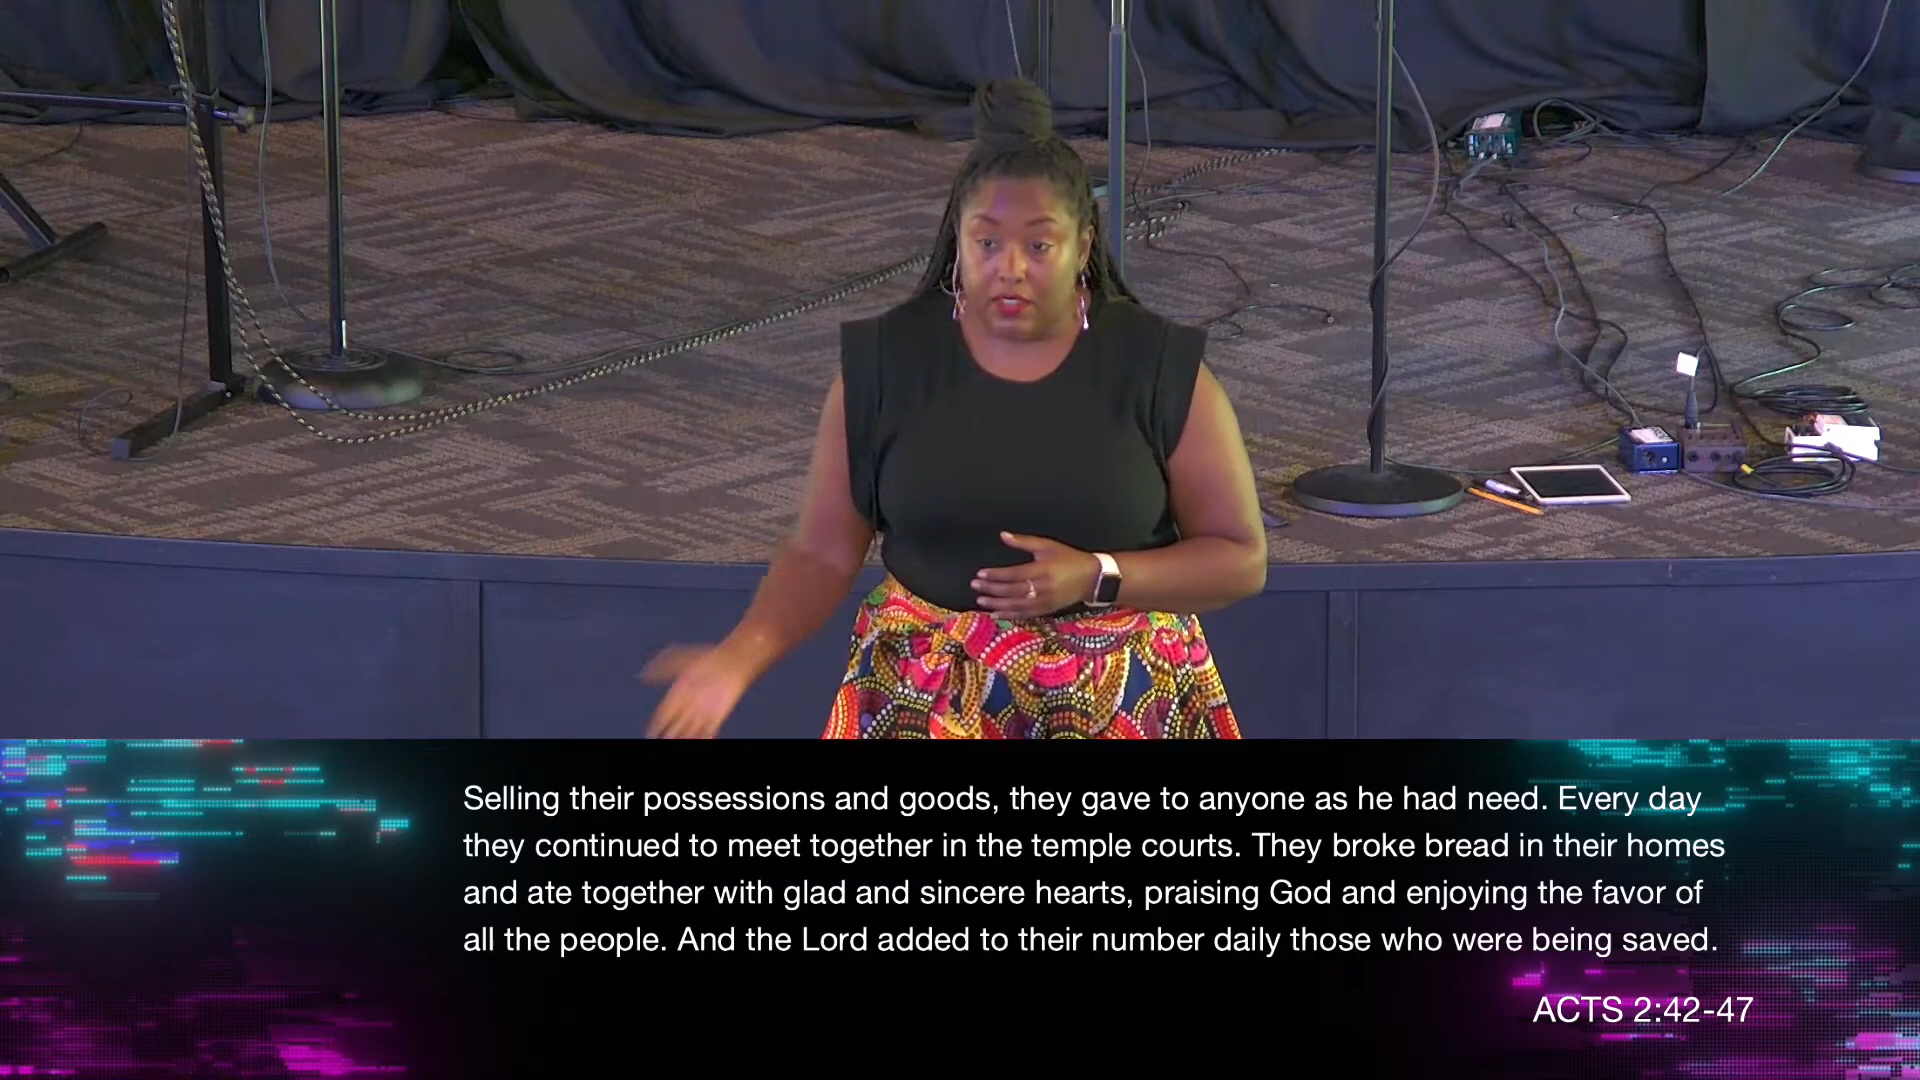 Selling their possessions and goods, they gave to anyone as he had need. Every day
they continued to meet together in the temple courts. They broke bread in their homes
and ate together with glad and sincere hearts, praising God and enjoying the favor of
all the people. And the Lord added to their number daily those who were being saved.
ACTS 2:42-47